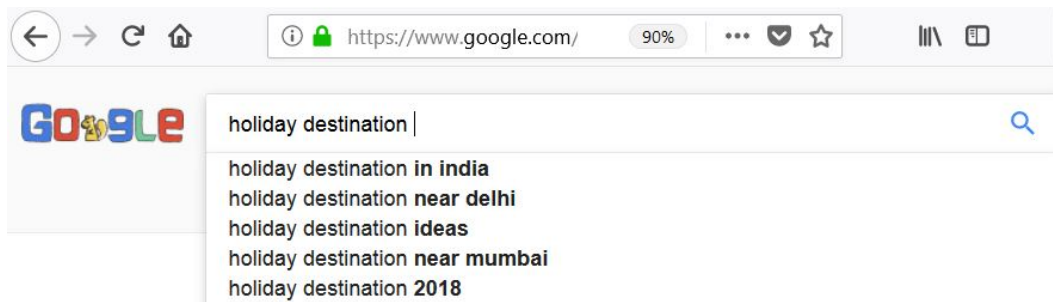 https://www.google.com/ 90%
Google
holiday destination
holiday destination in india
holiday destination near delhi
holiday destination ideas
holiday destination near mumbai
holiday destination 2018